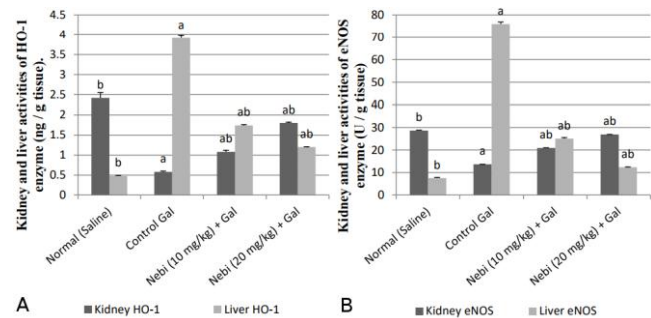 Kidney and liver activities of HO-1
enzyme (ng / g tissue).
4.5
4
3.5
3
2.5
2
1.5
1
0.5
0
b
b
a
a
ab
ab
ab
ab
Normal (Saline)
Control Gal
Nebi (10 mg/kg) + Gal
Nebi (20 mg/kg) + Gal
A
Kidney HO-1
Liver HO-1
Kidney and liver activities of eNOS
enzyme (U / g tissue)
80
70
60
50
40
30
20
10
0
b
b
a
a
ab
ab
ab
ab
Normal (Saline)
Control Gal
Nebi (10 mg/kg) + Gal
Nebi (20 mg/kg) + Gal
B
Kidney eNOS
Liver eNOS